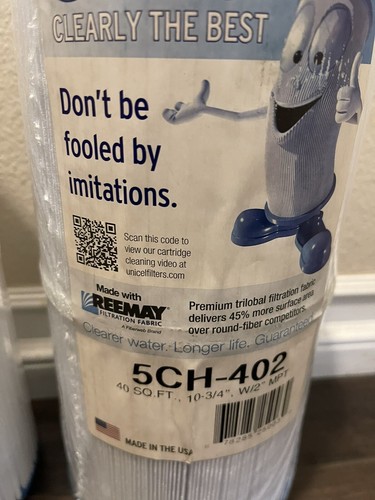 CLEARLY THE BEST
Don't be
fooled by
imitations.
Scan this code to
view our cartridge
cleaning video at
unicelfilters.com
Made with
REEMAY
FILTRATION FABRIC
Premium trilobal filtration fabric
delivers 45% more surface area
over round-fiber competitors.
Clearer water. Longer life. Guaranteed
5CH-402
40 SQ.FT., 10-3/4", W/2" MPT
MADE IN THE USA